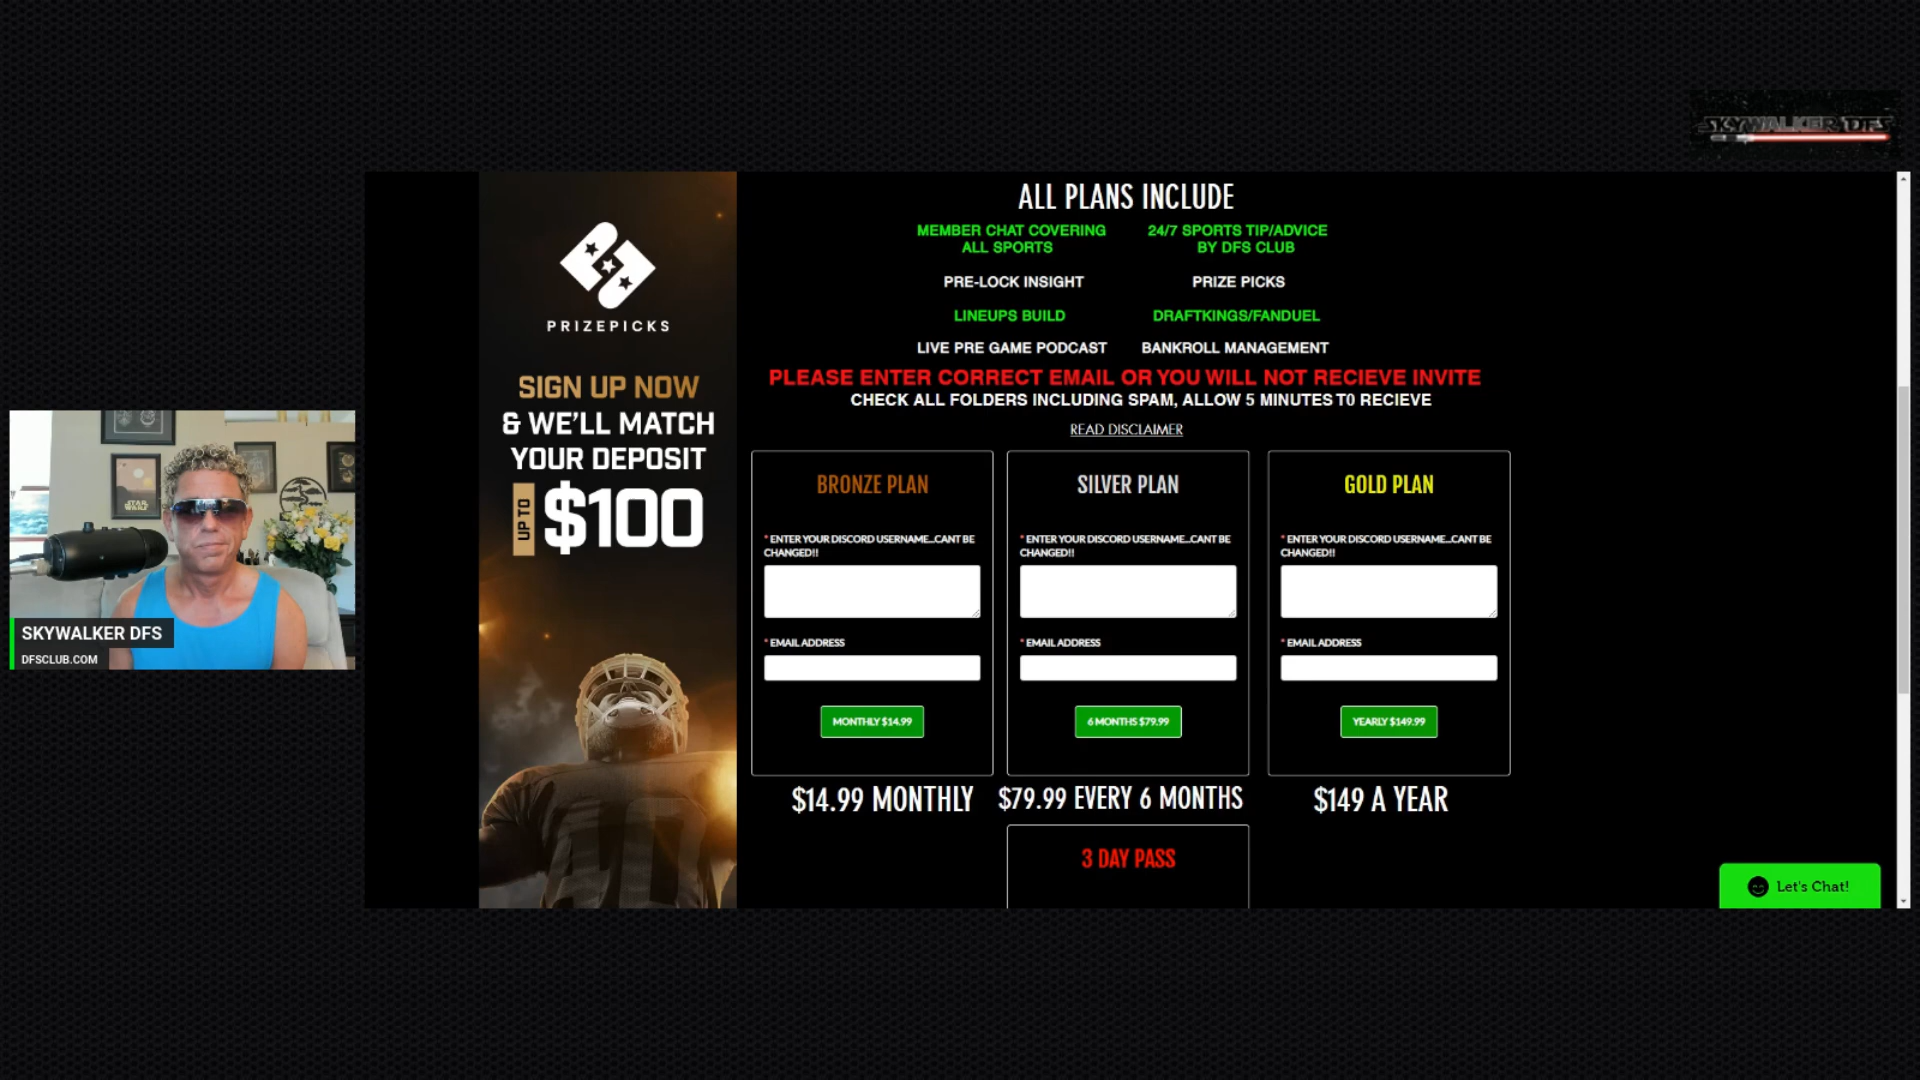 SKYWALKER DFS
PRIZEPICKS
SIGN UP NOW
& WE'LL MATCH
YOUR DEPOSIT
UP TO
$100
STAR
WARS
SKYWALKER DFS
DFSCLUB.COM
ALL PLANS INCLUDE
MEMBER CHAT COVERING
ALL SPORTS
24/7 SPORTS TIP/ADVICE
BY DFS CLUB
PRE-LOCK INSIGHT
PRIZE PICKS
LINEUPS BUILD
DRAFTKINGS/FANDUEL
LIVE PRE GAME PODCAST
BANKROLL MANAGEMENT
PLEASE ENTER CORRECT EMAIL OR YOU WILL NOT RECIEVE INVITE
CHECK ALL FOLDERS INCLUDING SPAM, ALLOW 5 MINUTES T0 RECIEVE
READ DISCLAIMER
BRONZE PLAN
* ENTER YOUR DISCORD USERNAME...CANT BE
CHANGED!!
* EMAIL ADDRESS
MONTHLY $14.99
$14.99 MONTHLY
SILVER PLAN
* ENTER YOUR DISCORD USERNAME...CANT BE
CHANGED!!
* EMAIL ADDRESS
6 MONTHS $79.99
$79.99 EVERY 6 MONTHS
GOLD PLAN
* ENTER YOUR DISCORD USERNAME...CANT BE
CHANGED!!
* EMAIL ADDRESS
YEARLY $149.99
$149 A YEAR
3 DAY PASS
Let's Chat!